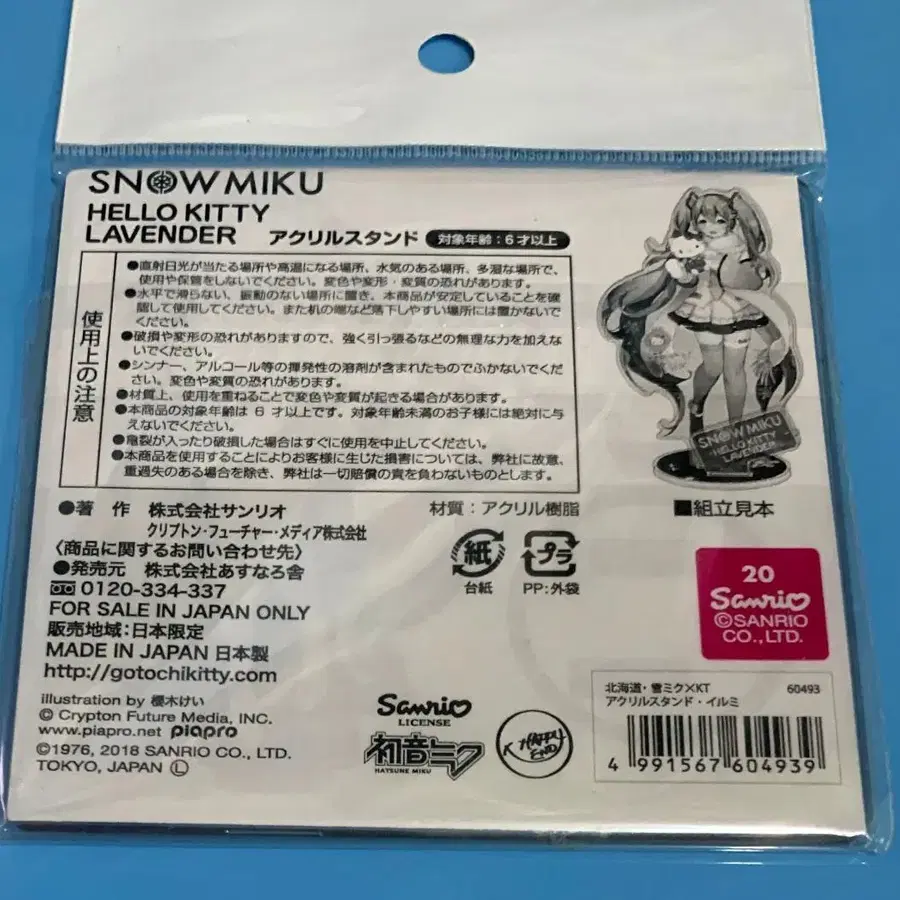 SNOW MIKU
HELLO KITTY
LAVENDER アクリルスタンド 対象年齢:6才以上
使用上の注意
●直射日光が当たる場所や高温になる場所、水気のある場所、多湿な場所で、
使用や保管をしないでください。変色や変形・変質の恐れがあります。
●水平で滑らない、振動のない場所に置き、本商品が安定していることを確
認して使用してください。また机の端など落下しやすい場所には置かないで
ください。
●破損や変形の恐れがありますので、強く引っ張るなどの無理な力を加えな
いでください。
●シンナー、アルコール等の揮発性の溶剤が含まれたものでふかないでくだ
さい。変色や変質の恐れがあります。
●材質上、使用を重ねることで変色や変質が起きる場合があります。
●本商品の対象年齢は 6 才以上です。対象年齢未満のお子様には絶対に与
えないでください。
●亀裂が入ったり破損した場合はすぐに使用を中止してください。
●本商品を使用することによりお客様に生じた損害については、弊社に故意、
重過失のある場合を除き、弊社は一切賠償の責を負わないものとします。
SNOW MIKU
HELLO KITTY
LAVENDER
■組立見本
●著 作 株式会社サンリオ
クリプトン・フューチャー・メディア株式会社
〈商品に関するお問い合わせ先〉
●発売元 株式会社あすなろ舎
0120-334-337
FOR SALE IN JAPAN ONLY
販売地域:日本限定
MADE IN JAPAN 日本製
http://gotochikitty.com
材質:アクリル樹脂
紙
台紙
プラ
PP:外袋
20
Sanrio
©SANRIO
CO.,LTD.
illustration by 櫻木けい
© Crypton Future Media, INC.
www.piapro.net piapro
©1976, 2018 SANRIO CO., LTD.
TOKYO, JAPAN Ⓛ
Sanrio
LICENSE
初音ミク
HATSUNE MIKU
K HAPPY
END
北海道・雪ミク×KT 60493
アクリルスタンド・イルミ
4 991567 604939